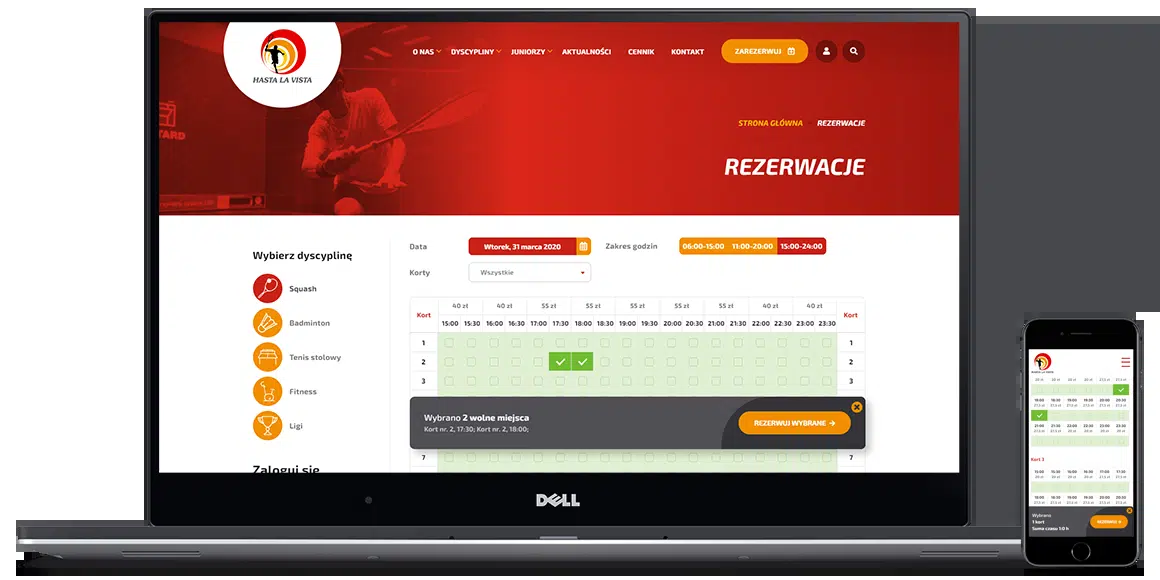 HASTA LA VISTA
O NAS DYSCYPLINY JUNIORZY AKTUALNOŚCI CENNIK KONTAKT ZAREZERWUJ
STRONA GŁÓWNA REZERWACJE
REZERWACJE
Wybierz dyscyplinę
Squash
Badminton
Tenis stolowy
Fitness
Ligi
Zaloguj się
Data Wtorek, 31 marca 2020 Zakres godzin 06:00-15:00 11:00-20:00 15:00-24:00
Korty Wszystkie
40 zł 40 zł 55 zł 55 zł 55 zł 55 zł 55 zł 40 zł 40 zł
Kort 15:00 15:30 16:00 16:30 17:00 17:30 18:00 18:30 19:00 19:30 20:00 20:30 21:00 21:30 22:00 22:30 23:00 23:30 Kort
1 1
2 2
3 3
Wybrano 2 wolne miejsca
Kort nr. 2, 17:30; Kort nr. 2, 18:00;
REZERWUJ WYBRANE
7 7
DELL
HASTA LA VISTA
Kort 3
Wybrano
1 kort
Suma czasu 1:0 h
REZERWUJ